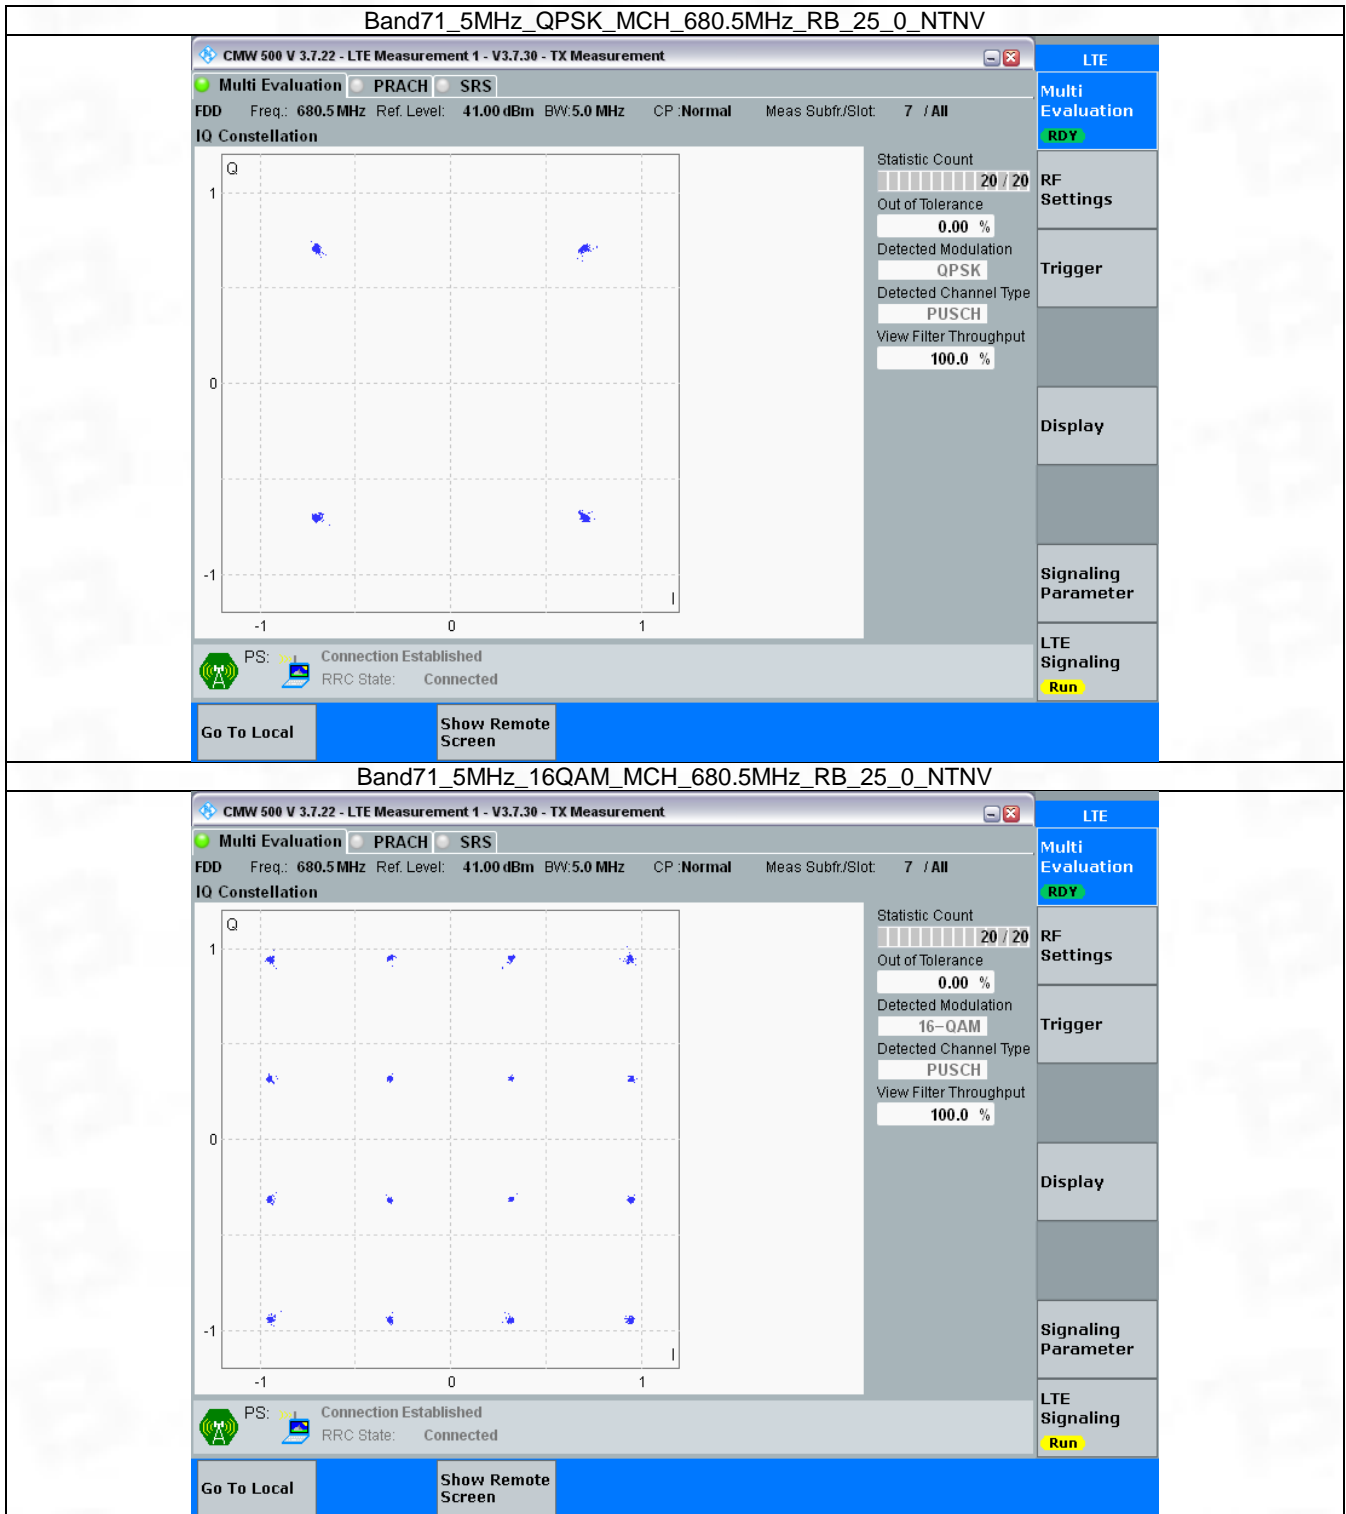 Band71_5MHz_QPSK_MCH_680.5MHz_RB_25_0_NTNV
CMW 500 V 3.7.22 - LTE Measurement 1 - V3.7.30 - TX Measurement
LTE
Multi Evaluation PRACH SRS
Multi
Evaluation
RDY
FDD Freq.: 680.5 MHz Ref. Level: 41.00 dBm BW: 5.0 MHz CP : Normal Meas Subfr./Slot: 7 / All
IQ Constellation
Q
1
0
-1
I
-1 0 1
Statistic Count
20 / 20
Out of Tolerance
0.00 %
Detected Modulation
QPSK
Detected Channel Type
PUSCH
View Filter Throughput
100.0 %
RF
Settings
Trigger
Display
Signaling
Parameter
LTE
Signaling
Run
PS: Connection Established
RRC State: Connected
Go To Local
Show Remote
Screen
Band71_5MHz_16QAM_MCH_680.5MHz_RB_25_0_NTNV
CMW 500 V 3.7.22 - LTE Measurement 1 - V3.7.30 - TX Measurement
LTE
Multi Evaluation PRACH SRS
Multi
Evaluation
RDY
FDD Freq.: 680.5 MHz Ref. Level: 41.00 dBm BW: 5.0 MHz CP : Normal Meas Subfr./Slot: 7 / All
IQ Constellation
Q
1
0
-1
I
-1 0 1
Statistic Count
20 / 20
Out of Tolerance
0.00 %
Detected Modulation
16-QAM
Detected Channel Type
PUSCH
View Filter Throughput
100.0 %
RF
Settings
Trigger
Display
Signaling
Parameter
LTE
Signaling
Run
PS: Connection Established
RRC State: Connected
Go To Local
Show Remote
Screen